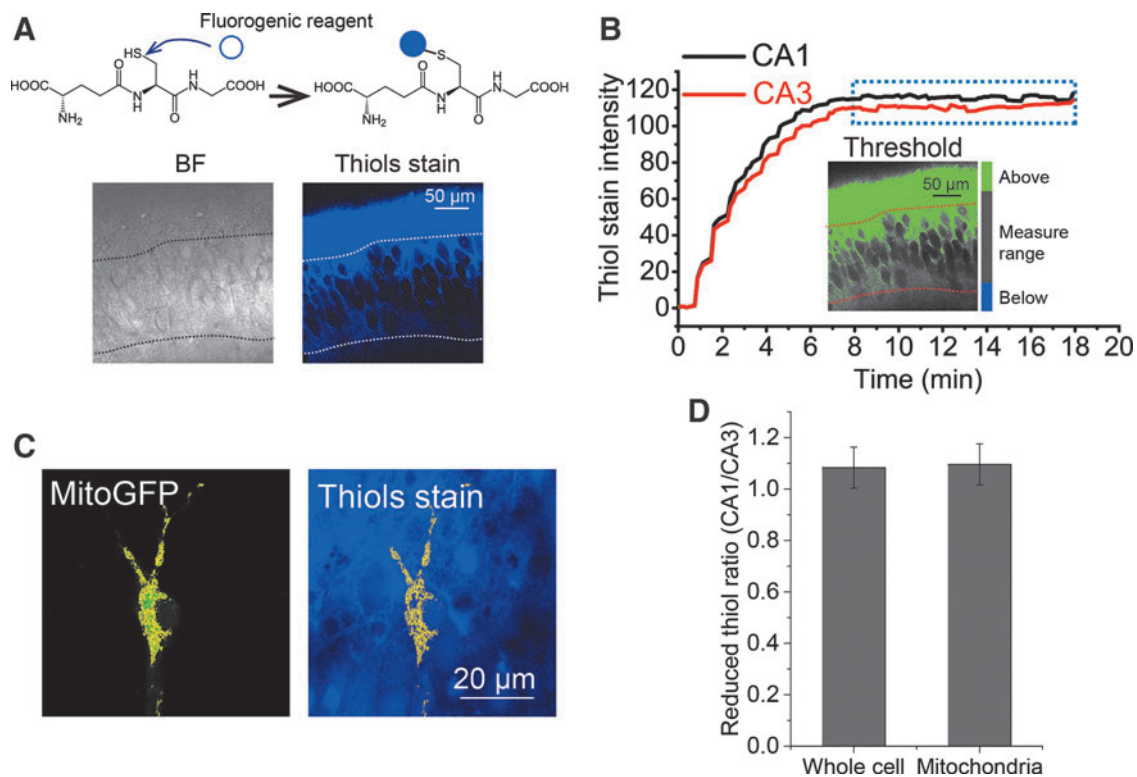 A
Fluorogenic reagent
HS
S
HOOC
O
H
N
COOH
NH2
N
H
O
HOOC
O
H
N
COOH
NH2
N
H
O
BF
Thiols stain
50 μm
B
CA1
CA3
Thiol stain intensity
120
100
80
60
40
20
0
Threshold
50 μm
Above
Measure
range
Below
0 2 4 6 8 10 12 14 16 18 20
Time (min)
C
MitoGFP
Thiols stain
20 μm
D
Reduced thiol ratio (CA1/CA3)
1.2
1.0
0.8
0.6
0.4
0.2
0.0
Whole cell Mitochondria